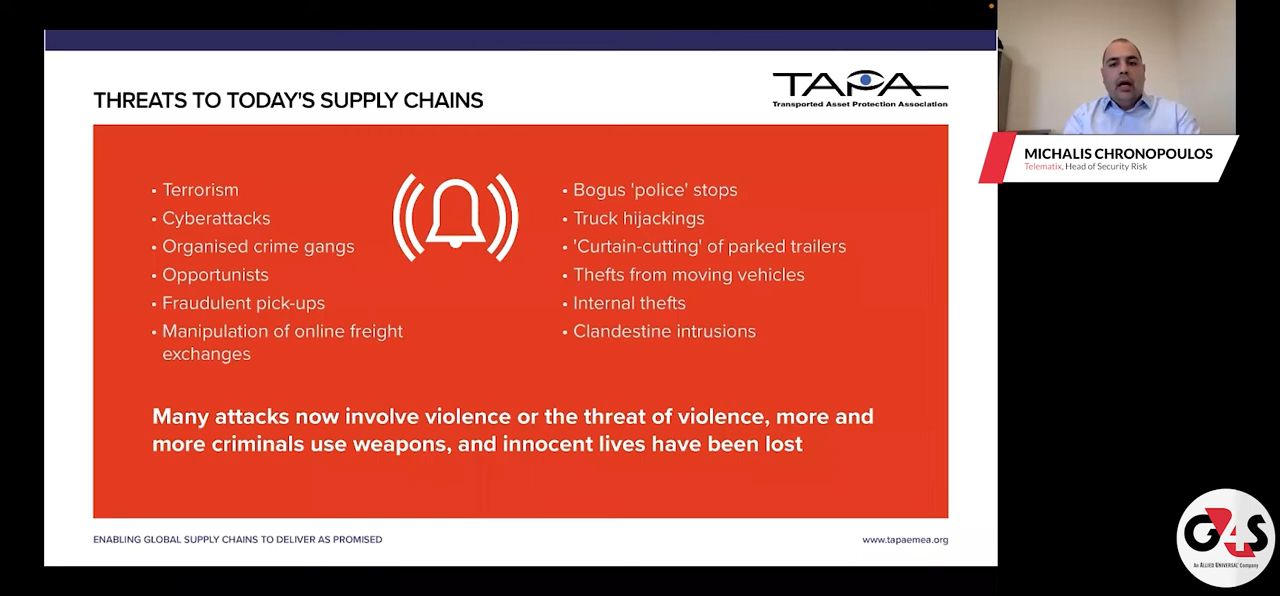 THREATS TO TODAY'S SUPPLY CHAINS
TAPA
Transported Asset Protection Association
• Terrorism
• Cyberattacks
• Organised crime gangs
• Opportunists
• Fraudulent pick-ups
• Manipulation of online freight
exchanges
• Bogus 'police' stops
• Truck hijackings
• 'Curtain-cutting' of parked trailers
• Thefts from moving vehicles
• Internal thefts
• Clandestine intrusions
Many attacks now involve violence or the threat of violence, more and
more criminals use weapons, and innocent lives have been lost
ENABLING GLOBAL SUPPLY CHAINS TO DELIVER AS PROMISED
www.tapaemea.org
MICHALIS CHRONOPOULOS
Telematix, Head of Security Risk
G4S
An ALLIED UNIVERSAL Company